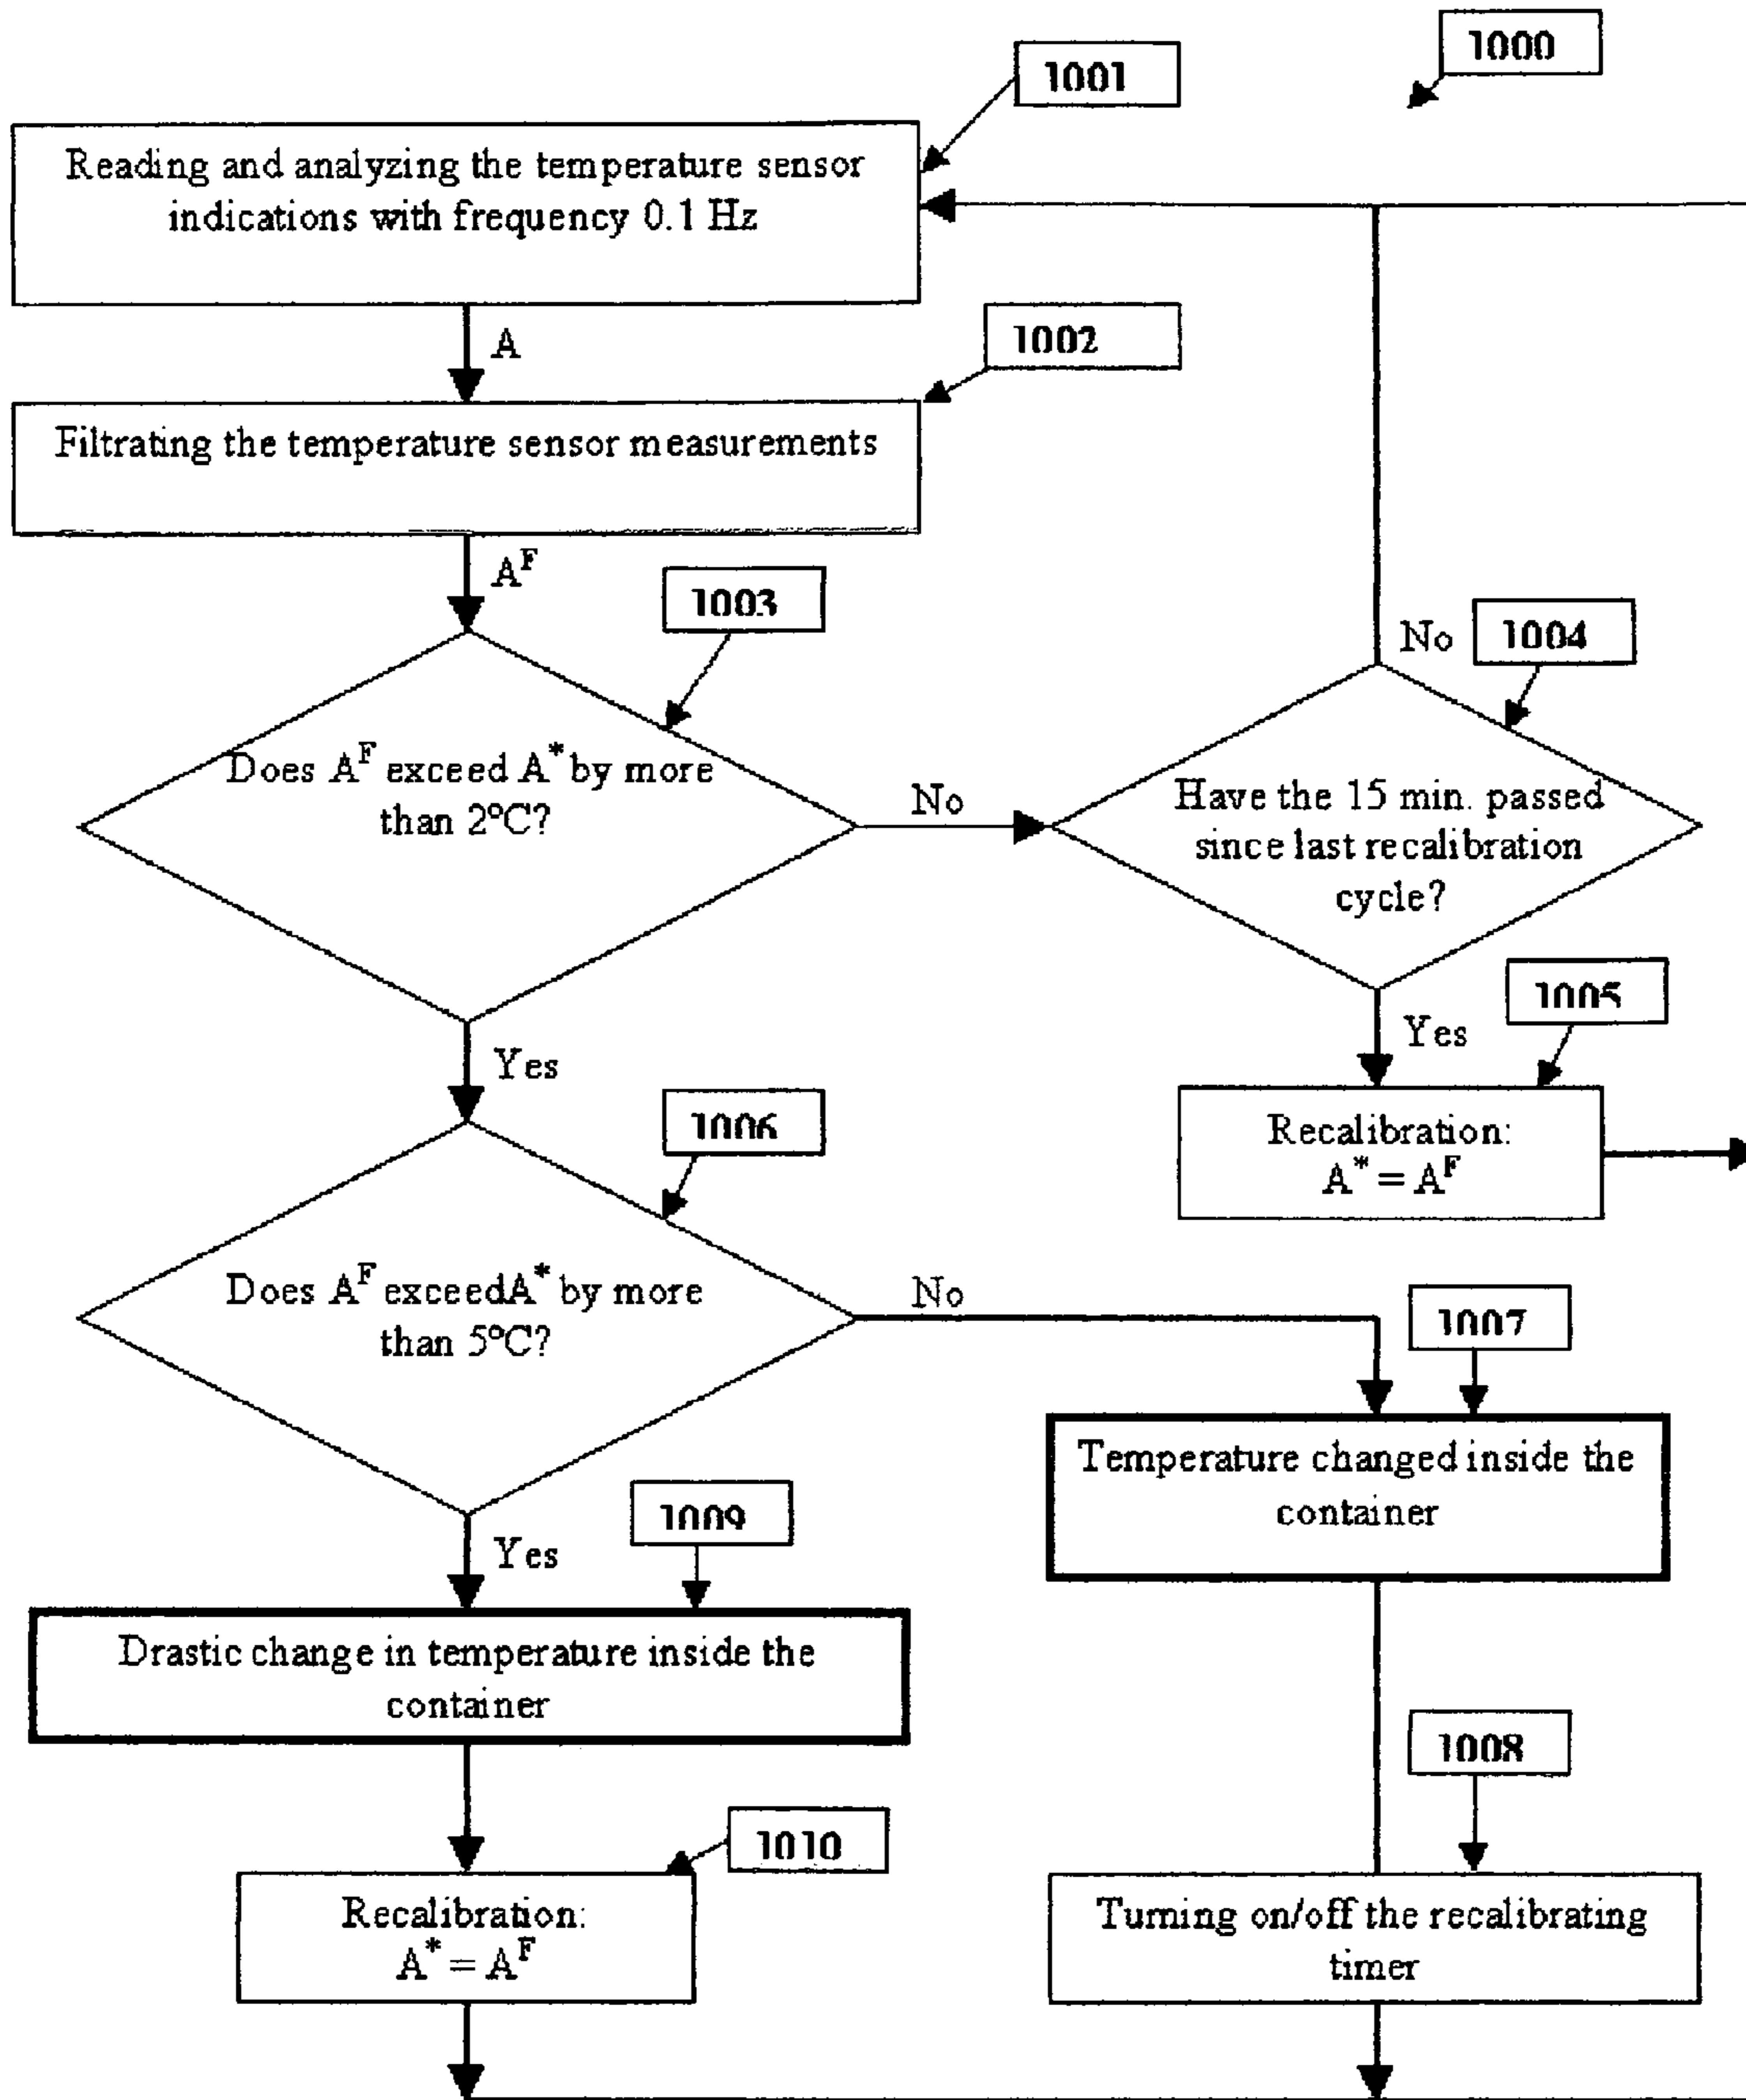 1000
1001
Reading and analyzing the temperature sensor
indications with frequency 0.1 Hz
A
1002
Filtrating the temperature sensor measurements
A^F
1003
Does A^F exceed A* by more
than 2°C?
No
No
1004
Have the 15 min. passed
since last recalibration
cycle?
Yes
1005
Recalibration:
A* = A^F
Yes
1006
Does A^F exceedA* by more
than 5°C?
No
1007
Temperature changed inside the
container
Yes
1009
Drastic change in temperature inside the
container
1008
Turning on/off the recalibrating
timer
1010
Recalibration:
A* = A^F